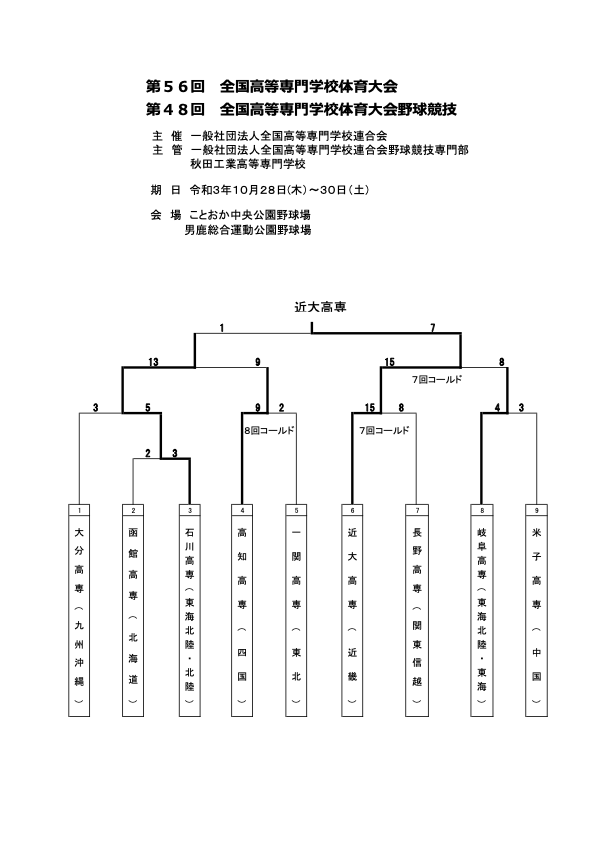 第５６回　全国高等専門学校体育大会
第４８回　全国高等専門学校体育大会野球競技
主　催　一般社団法人全国高等専門学校連合会
主　管　一般社団法人全国高等専門学校連合会野球競技専門部
秋田工業高等専門学校
期　日　令和3年10月28日(木)～30日(土)
会　場　ことおか中央公園野球場
男鹿総合運動公園野球場
近大高専
1 7
13 9 15 8
7回コールド
3 5 9 2 15 8 4 3
8回コールド 7回コールド
2 3
1 2 3 4 5 6 7 8 9
大分高専（九州沖縄）
函館高専（北海道）
石川高専（東海北陸・北陸）
高知高専（四国）
一関高専（東北）
近大高専（近畿）
長野高専（関東信越）
岐阜高専（東海北陸・東海）
米子高専（中国）